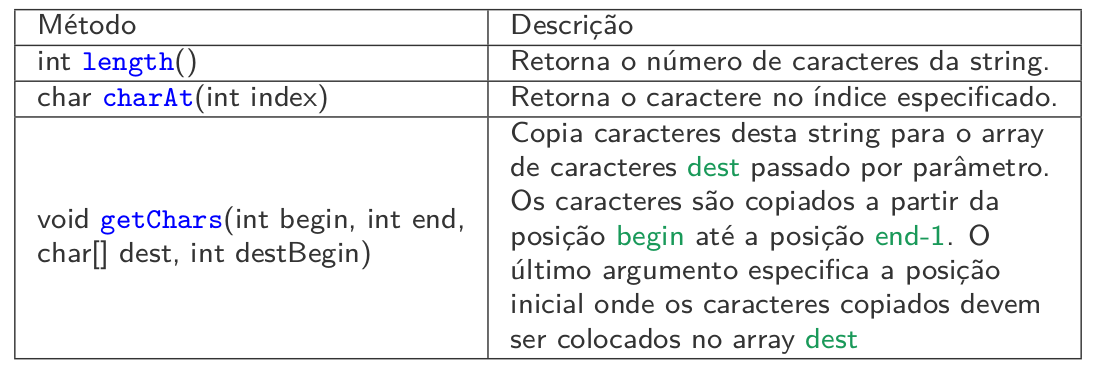 Método
Descrição
int length()
Retorna o número de caracteres da string.
char charAt(int index)
Retorna o caractere no índice especificado.
void getChars(int begin, int end,
char[] dest, int destBegin)
Copia caracteres desta string para o array
de caracteres dest passado por parâmetro.
Os caracteres são copiados a partir da
posição begin até a posição end-1. O
último argumento especifica a posição
inicial onde os caracteres copiados devem
ser colocados no array dest